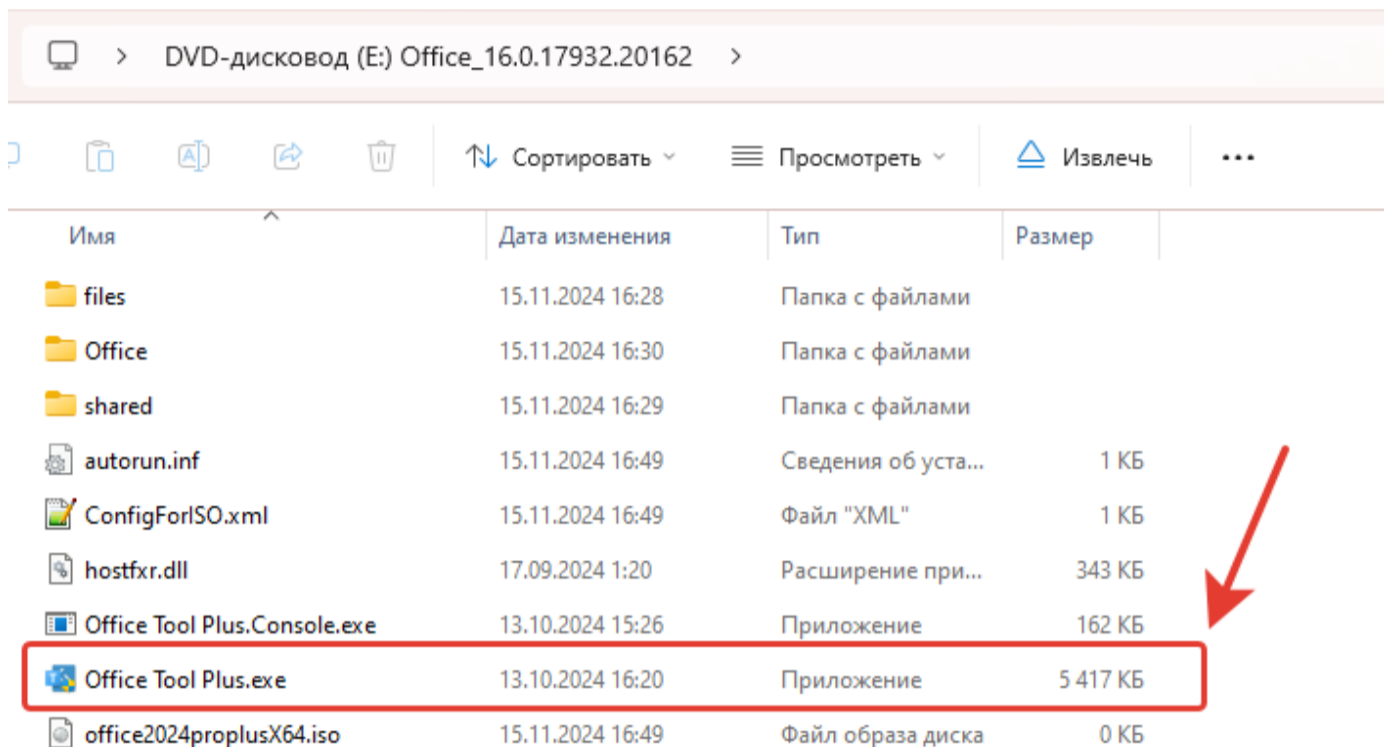 DVD-дисковод (E:) Office_16.0.17932.20162
Сортировать Просмотреть Извлечь
Имя Дата изменения Тип Размер
files 15.11.2024 16:28 Папка с файлами
Office 15.11.2024 16:30 Папка с файлами
shared 15.11.2024 16:29 Папка с файлами
autorun.inf 15.11.2024 16:49 Сведения об уста... 1 КБ
ConfigForISO.xml 15.11.2024 16:49 Файл "XML" 1 КБ
hostfxr.dll 17.09.2024 1:20 Расширение при... 343 КБ
Office Tool Plus.Console.exe 13.10.2024 15:26 Приложение 162 КБ
Office Tool Plus.exe 13.10.2024 16:20 Приложение 5 417 КБ
office2024proplusX64.iso 15.11.2024 16:49 Файл образа диска 0 КБ